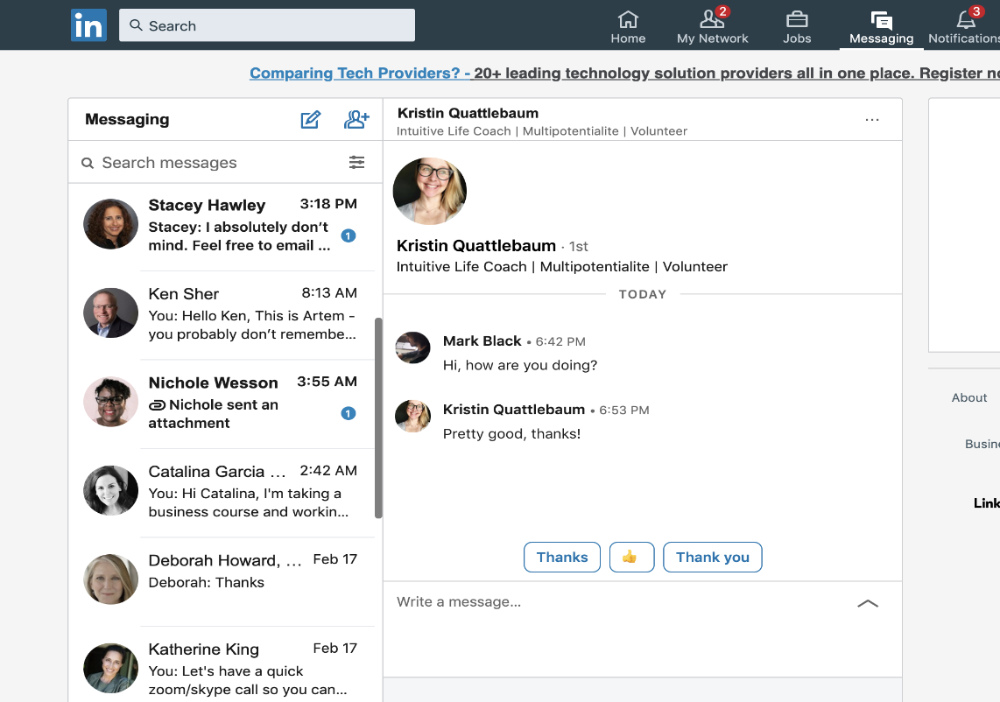 in
Search
Home
2
My Network
Jobs
Messaging
3
Notifications
Comparing Tech Providers? - 20+ leading technology solution providers all in one place. Register
Messaging
Search messages
Stacey Hawley 3:18 PM
Stacey: I absolutely don’t
mind. Feel free to email ...
1
Ken Sher 8:13 AM
You: Hello Ken, This is Artem -
you probably don’t remembe...
Nichole Wesson 3:55 AM
Nichole sent an
attachment
1
Catalina Garcia ... 2:42 AM
You: Hi Catalina, I'm taking a
business course and workin...
Deborah Howard, ... Feb 17
Deborah: Thanks
Katherine King Feb 17
You: Let's have a quick
zoom/skype call so you can...
Kristin Quattlebaum
Intuitive Life Coach | Multipotentialite | Volunteer
...
Kristin Quattlebaum · 1st
Intuitive Life Coach | Multipotentialite | Volunteer
TODAY
Mark Black • 6:42 PM
Hi, how are you doing?
Kristin Quattlebaum • 6:53 PM
Pretty good, thanks!
Thanks
👍
Thank you
Write a message...
About
Busine
Link